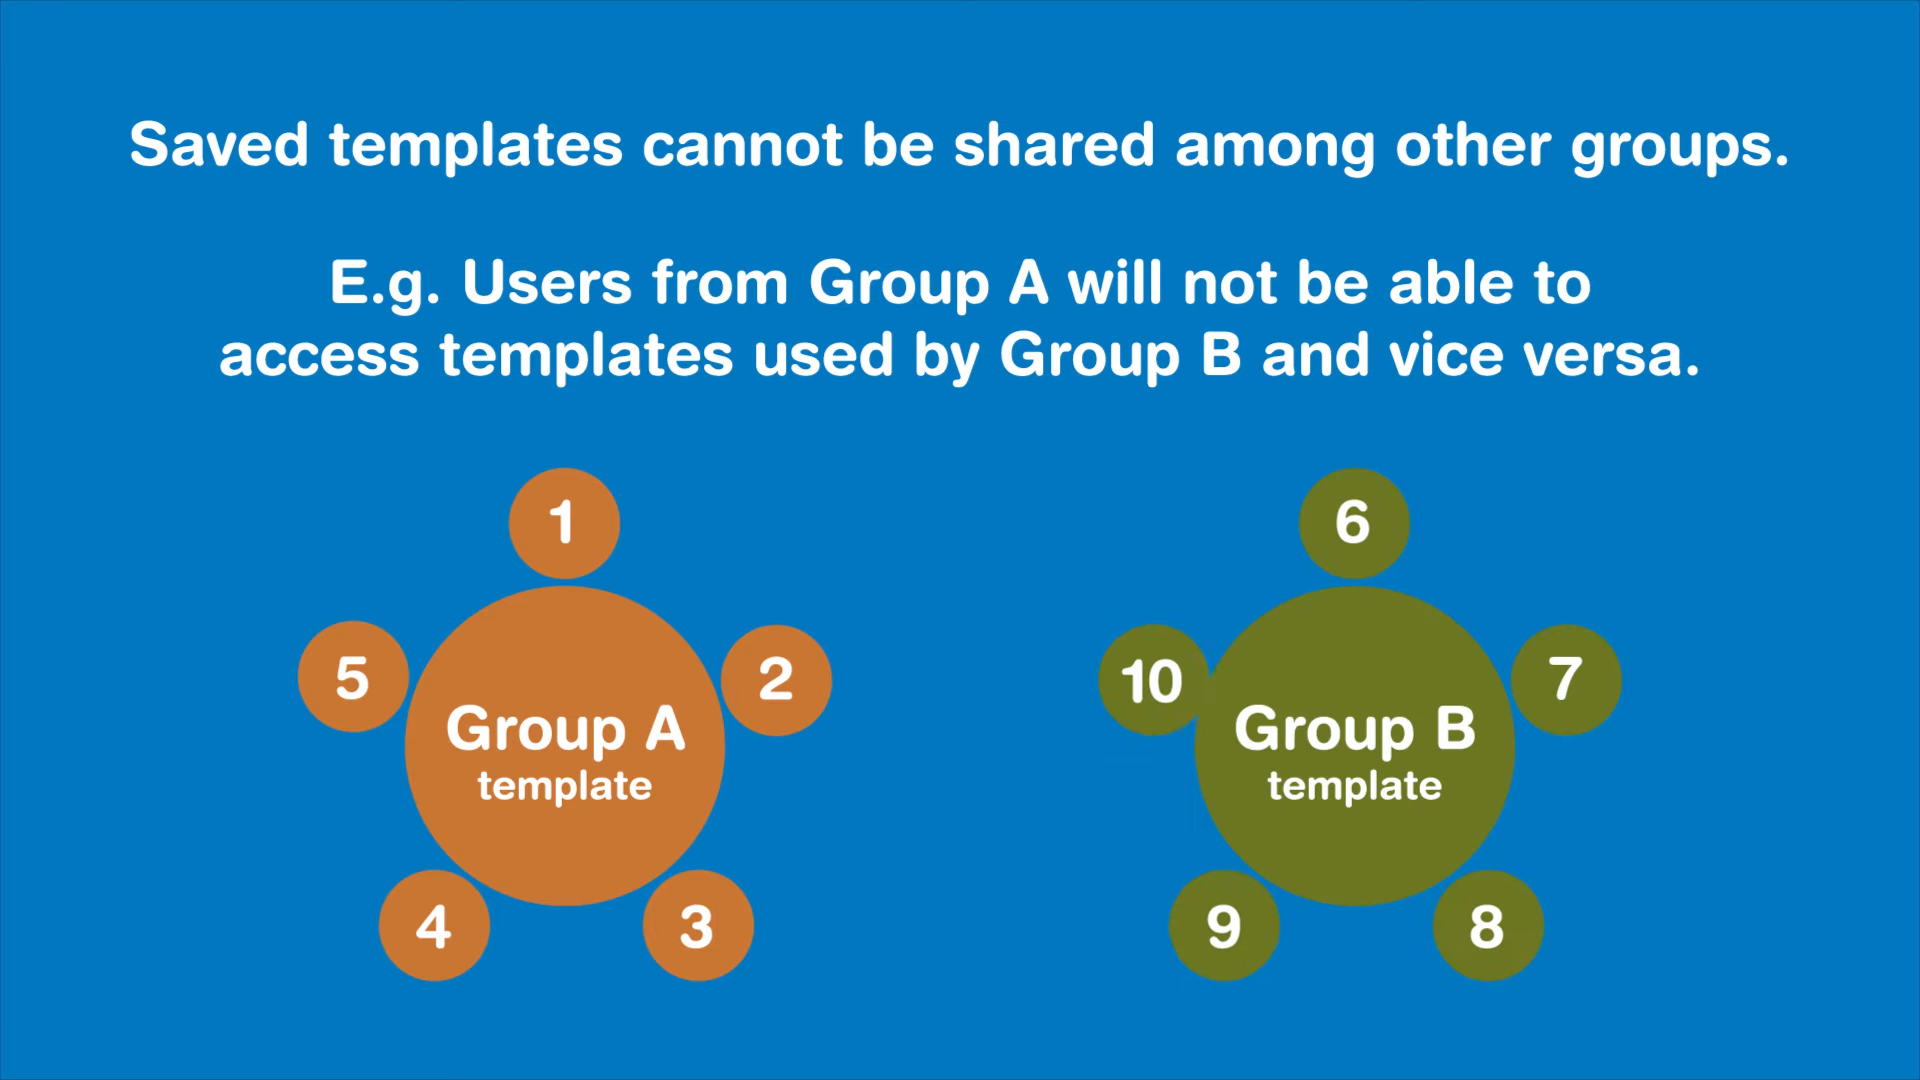 Saved templates cannot be shared among other groups.
E.g. Users from Group A will not be able to
access templates used by Group B and vice versa.
1
5
2
Group A
template
4
3
6
10
7
Group B
template
9
8